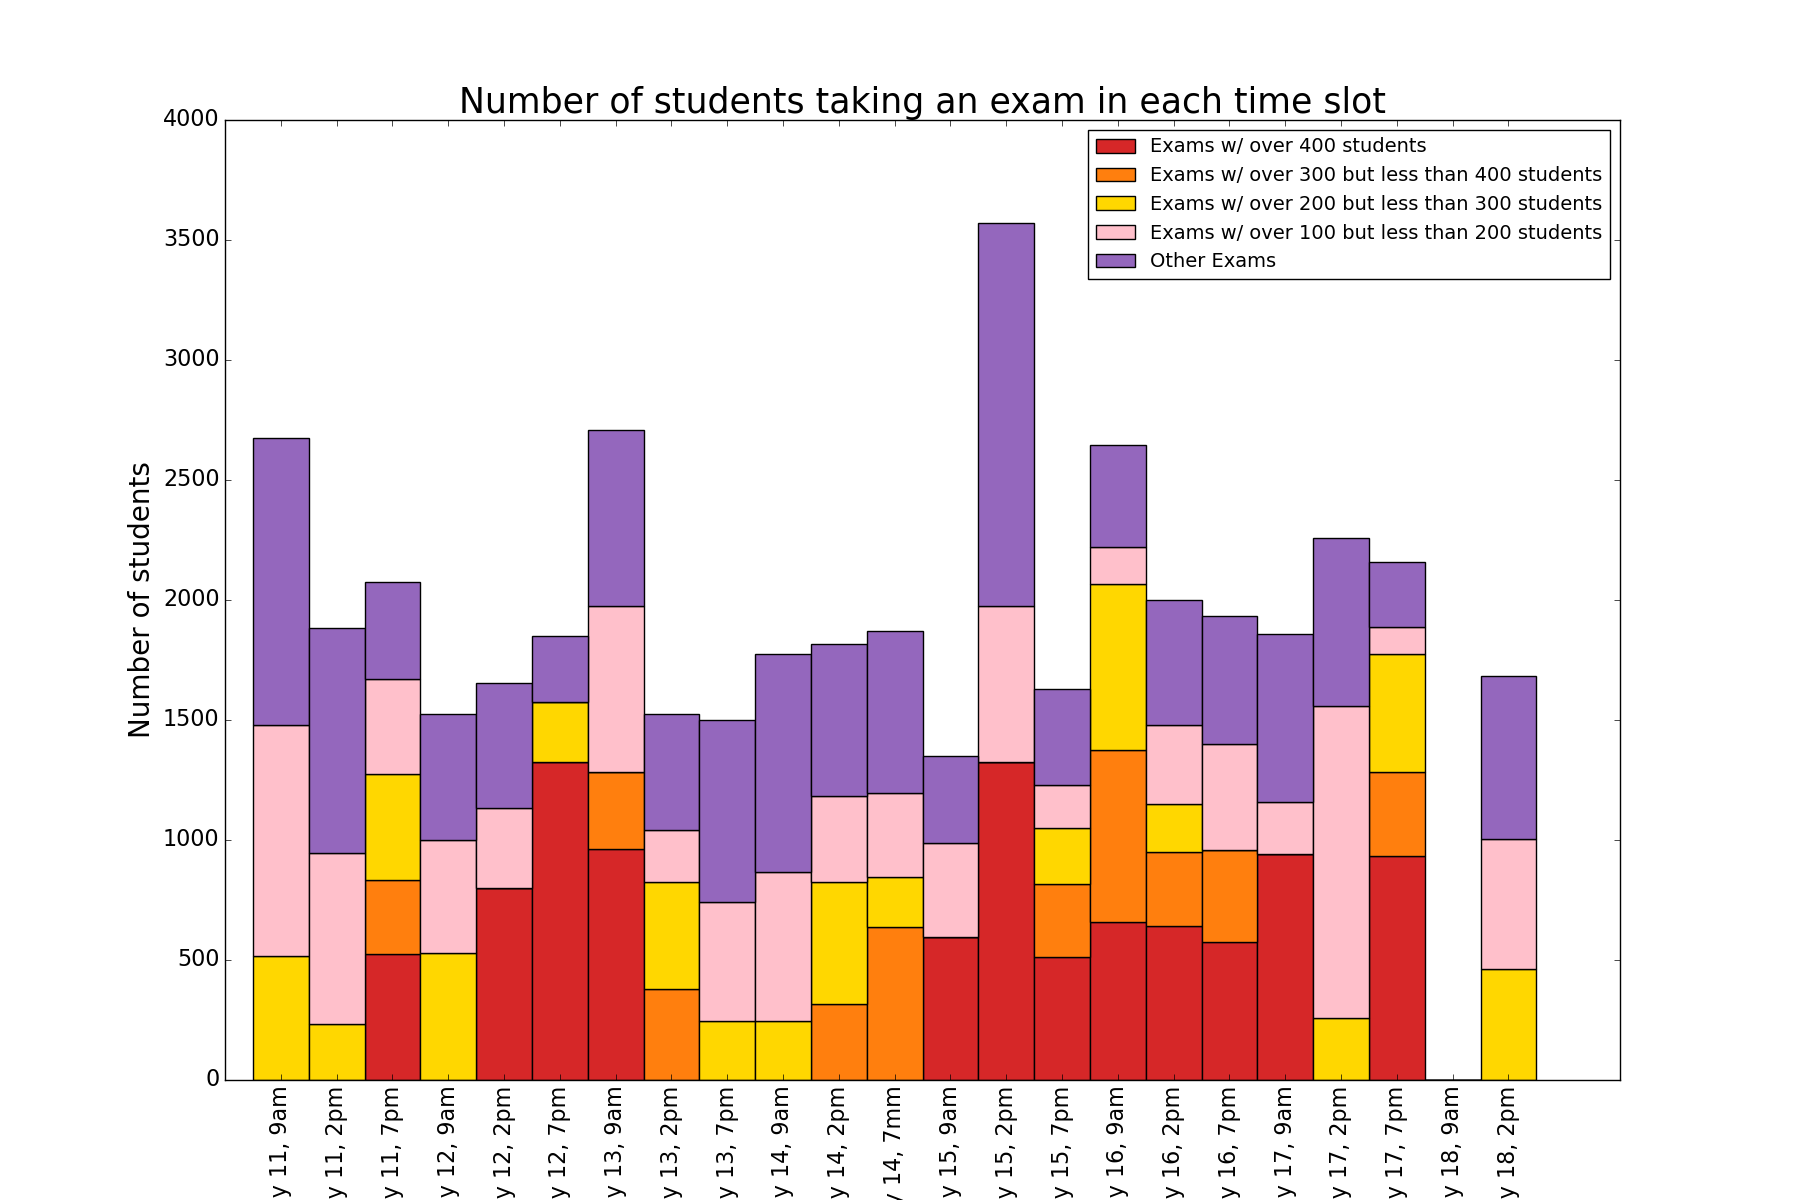 Number of students taking an exam in each time slot
Number of students
4000
3500
3000
2500
2000
1500
1000
500
0
Exams w/ over 400 students
Exams w/ over 300 but less than 400 students
Exams w/ over 200 but less than 300 students
Exams w/ over 100 but less than 200 students
Other Exams
y 11, 9am
y 11, 2pm
y 11, 7pm
y 12, 9am
y 12, 2pm
y 12, 7pm
y 13, 9am
y 13, 2pm
y 13, 7pm
y 14, 9am
y 14, 2pm
y 14, 7mm
y 15, 9am
y 15, 2pm
y 15, 7pm
y 16, 9am
y 16, 2pm
y 16, 7pm
y 17, 9am
y 17, 2pm
y 17, 7pm
y 18, 9am
y 18, 2pm